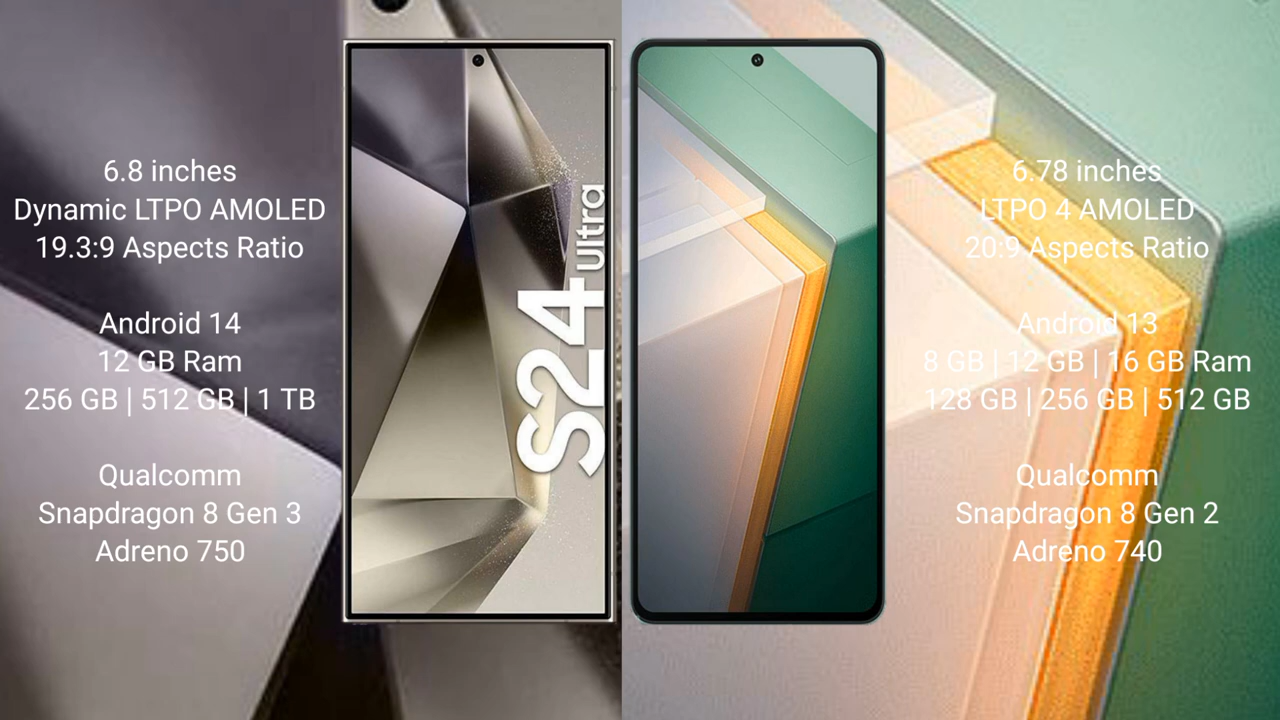 6.8 inches
Dynamic LTPO AMOLED
19.3:9 Aspects Ratio
Android 14
12 GB Ram
256 GB | 512 GB | 1 TB
Qualcomm
Snapdragon 8 Gen 3
Adreno 750
S24 Ultra
6.78 inches
LTPO 4 AMOLED
20:9 Aspects Ratio
Android 13
8 GB | 12 GB | 16 GB Ram
128 GB | 256 GB | 512 GB
Qualcomm
Snapdragon 8 Gen 2
Adreno 740